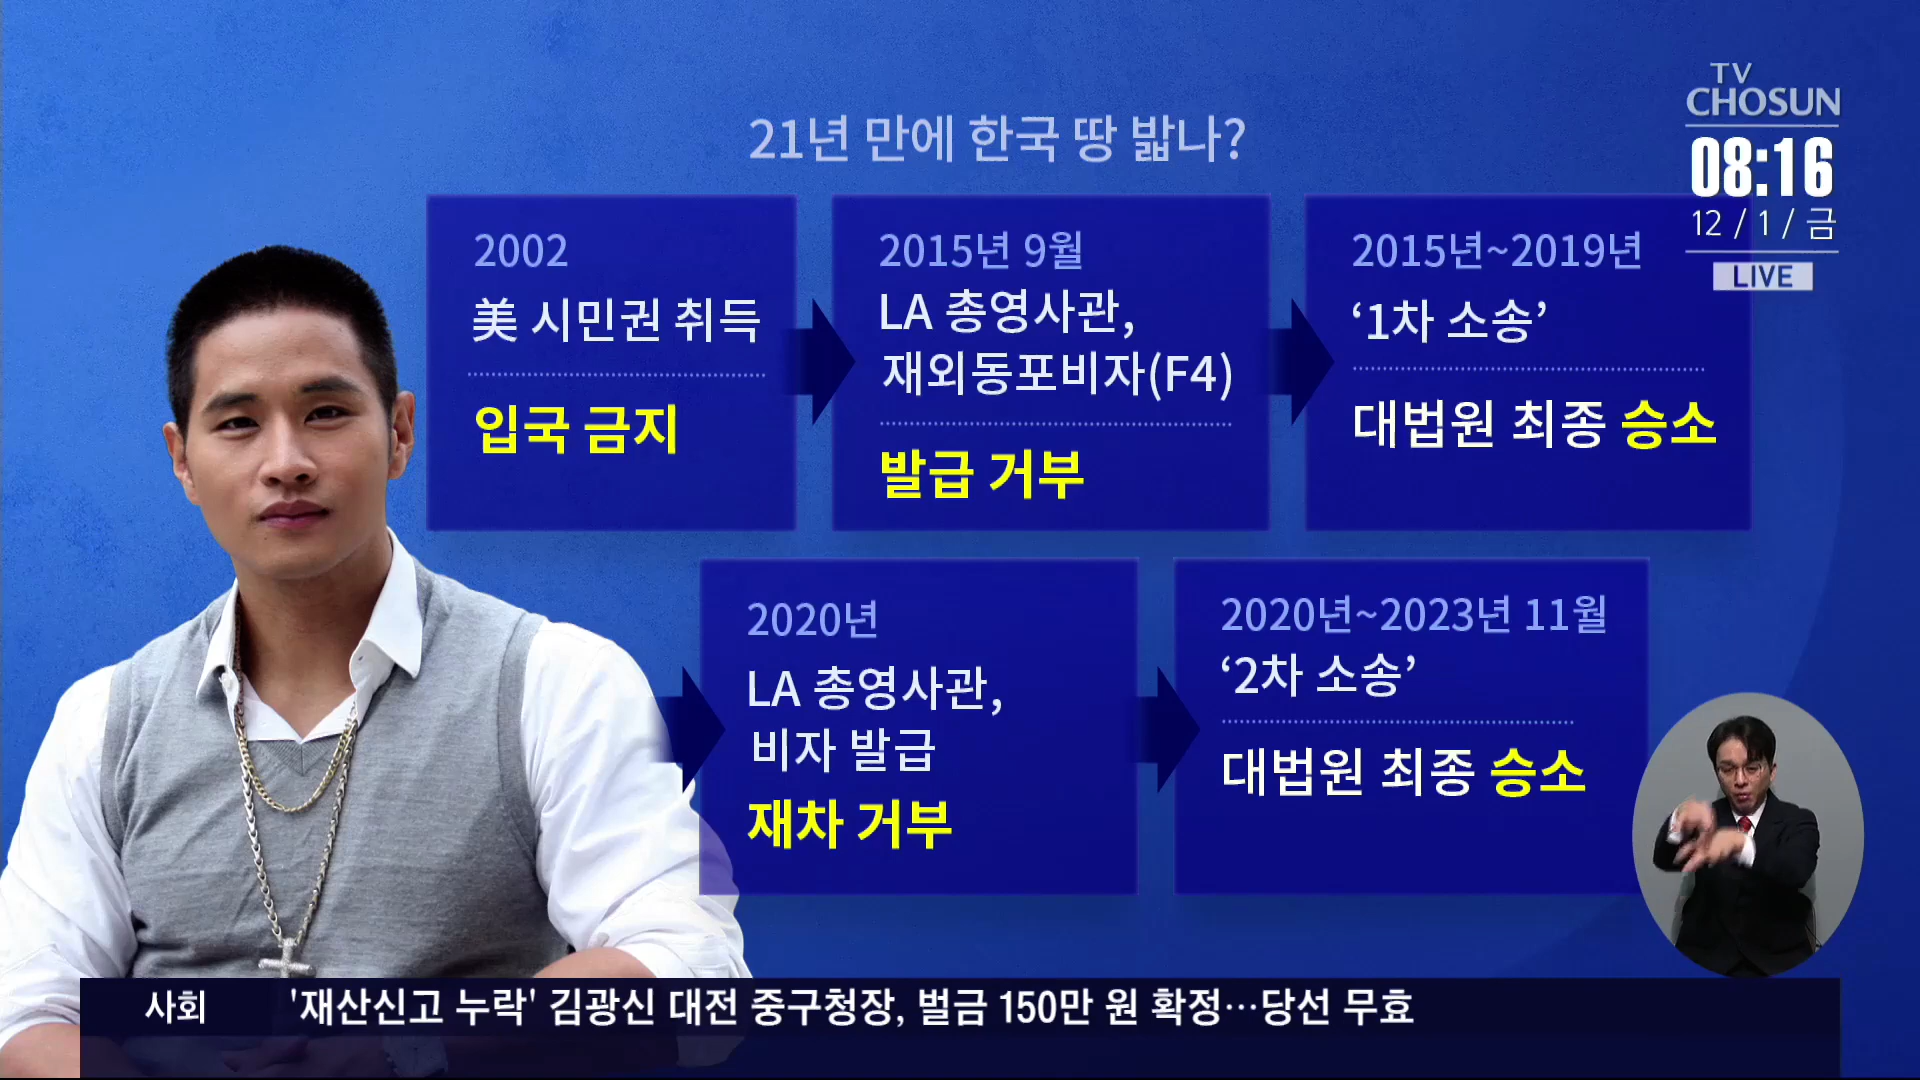 21년 만에 한국 땅 밟나?
TV
CHOSUN
08:16
12 / 1 / 금
LIVE
2002
美 시민권 취득
입국 금지
2015년 9월
LA 총영사관,
재외동포비자(F4)
발급 거부
2015년~2019년
‘1차 소송’
대법원 최종 승소
2020년
LA 총영사관,
비자 발급
재차 거부
2020년~2023년 11월
‘2차 소송’
대법원 최종 승소
사회 '재산신고 누락' 김광신 대전 중구청장, 벌금 150만 원 확정…당선 무효